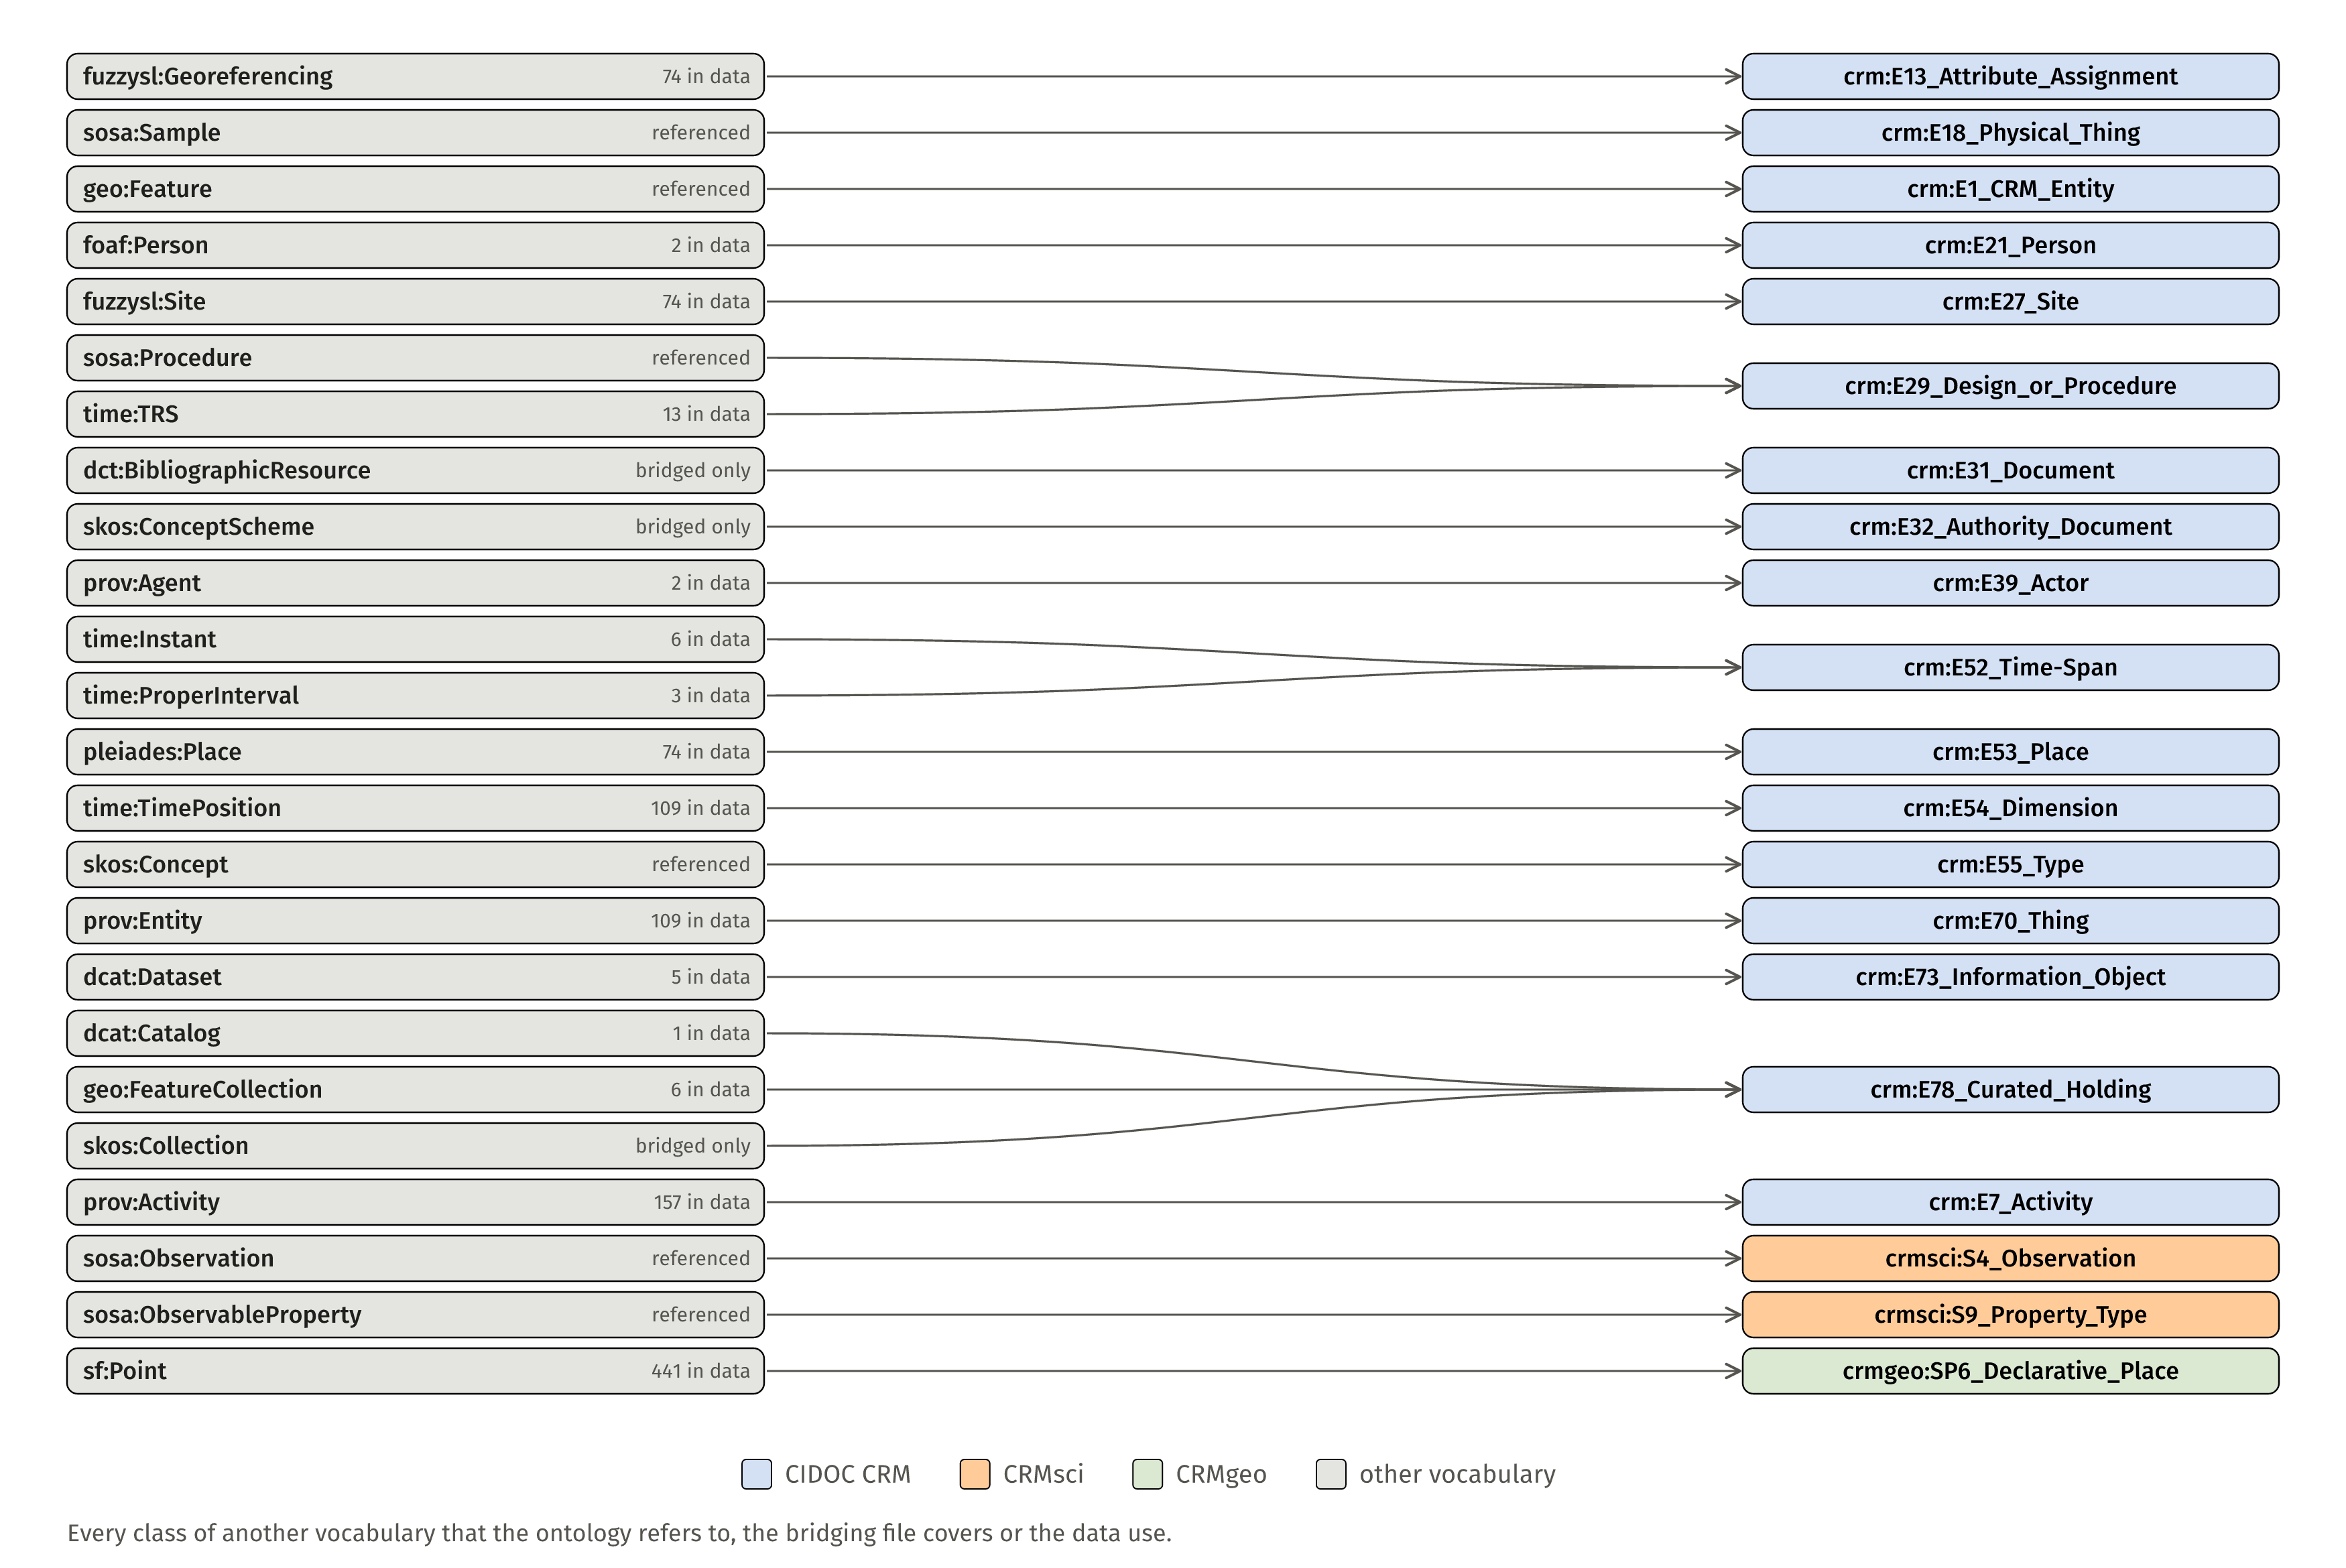 fuzzysl:Georeferencing 74 in data crm:E13_Attribute_Assignment
sosa:Sample referenced crm:E18_Physical_Thing
geo:Feature referenced crm:E1_CRM_Entity
foaf:Person 2 in data crm:E21_Person
fuzzysl:Site 74 in data crm:E27_Site
sosa:Procedure referenced
crm:E29_Design_or_Procedure
time:TRS 13 in data
dct:BibliographicResource bridged only crm:E31_Document
skos:ConceptScheme bridged only crm:E32_Authority_Document
prov:Agent 2 in data crm:E39_Actor
time:Instant 6 in data
crm:E52_Time-Span
time:ProperInterval 3 in data
pleiades:Place 74 in data crm:E53_Place
time:TimePosition 109 in data crm:E54_Dimension
skos:Concept referenced crm:E55_Type
prov:Entity 109 in data crm:E70_Thing
dcat:Dataset 5 in data crm:E73_Information_Object
dcat:Catalog 1 in data
geo:FeatureCollection 6 in data crm:E78_Curated_Holding
skos:Collection bridged only
prov:Activity 157 in data crm:E7_Activity
sosa:Observation referenced crmsci:S4_Observation
sosa:ObservableProperty referenced crmsci:S9_Property_Type
sf:Point 441 in data crmgeo:SP6_Declarative_Place
CIDOC CRM CRMsci CRMgeo other vocabulary
Every class of another vocabulary that the ontology refers to, the bridging file covers or the data use.